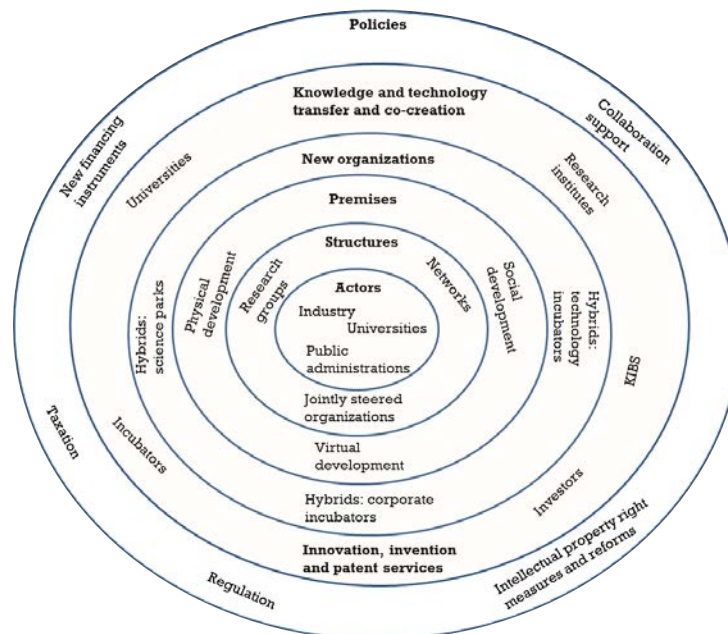 Policies
New financing
instruments
Collaboration
support
Taxation
Regulation
Intellectual property right
measures and reforms
Knowledge and technology
transfer and co-creation
Universities
Research
institutes
Incubators
KIBS
Investors
Innovation, invention
and patent services
New organizations
Hybrids:
science parks
Hybrids:
technology
incubators
Hybrids: corporate
incubators
Premises
Physical
development
Social
development
Virtual
development
Structures
Research
groups
Networks
Jointly steered
organizations
Actors
Industry
Universities
Public
administrations